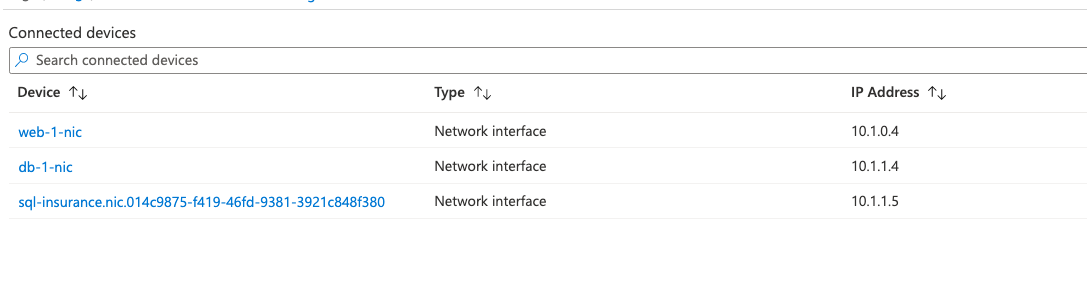 Connected devices
Search connected devices
Device ↑↓ Type ↑↓ IP Address ↑↓
web-1-nic Network interface 10.1.0.4
db-1-nic Network interface 10.1.1.4
sql-insurance.nic.014c9875-f419-46fd-9381-3921c848f380 Network interface 10.1.1.5